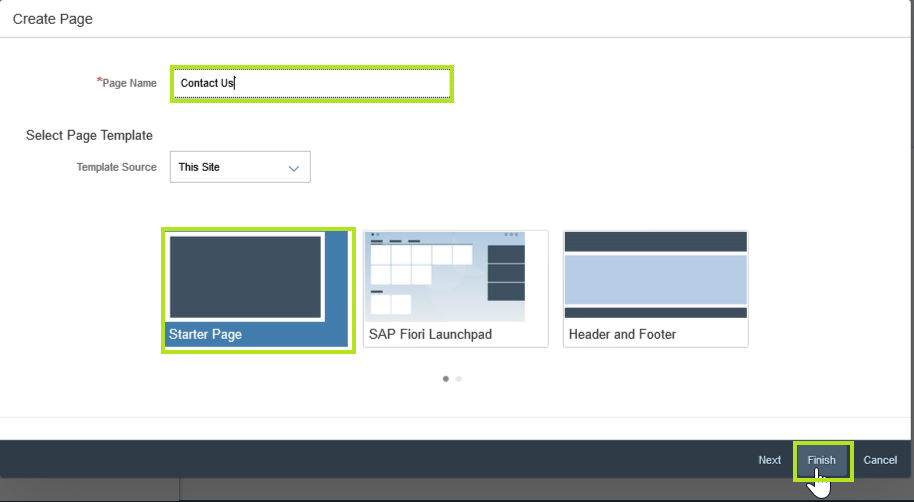 Create Page
*Page Name Contact Us
Select Page Template
Template Source This Site
Starter Page SAP Fiori Launchpad Header and Footer
Next Finish Cancel